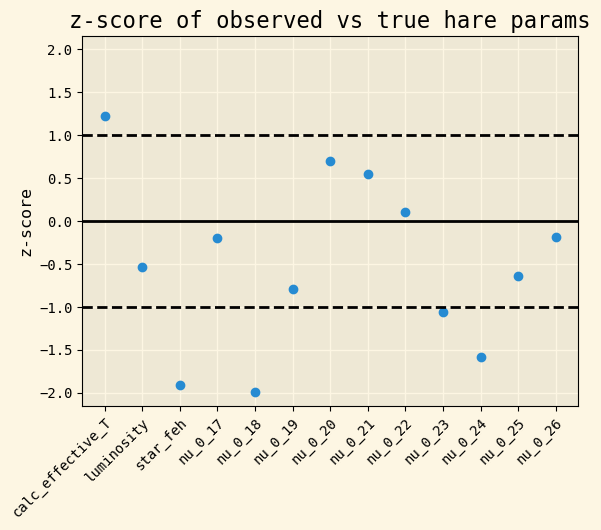 z-score of observed vs true hare params
z-score
2.0
1.5
1.0
0.5
0.0
−0.5
−1.0
−1.5
−2.0
calc_effective_T
luminosity
star_feh
nu_0_17
nu_0_18
nu_0_19
nu_0_20
nu_0_21
nu_0_22
nu_0_23
nu_0_24
nu_0_25
nu_0_26